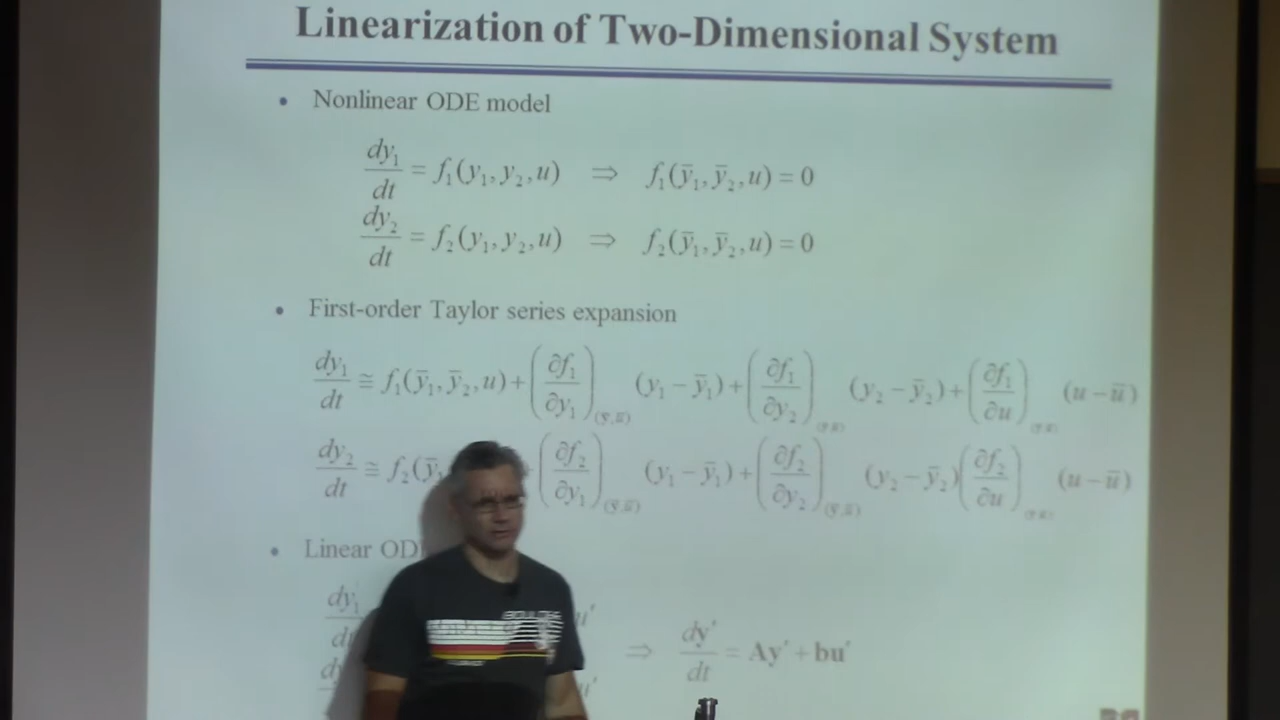 Linearization of Two-Dimensional System
• Nonlinear ODE model
dy₁/dt = f₁(y₁, y₂, u) ⇒ f₁(ȳ₁, ȳ₂, u) = 0
dy₂/dt = f₂(y₁, y₂, u) ⇒ f₂(ȳ₁, ȳ₂, u) = 0
• First-order Taylor series expansion
dy₁/dt ≅ f₁(ȳ₁, ȳ₂, u) + (∂f₁/∂y₁)_(ȳ,ū) (y₁ − ȳ₁) + (∂f₁/∂y₂)_(ȳ,ū) (y₂ − ȳ₂) + (∂f₁/∂u)_(ȳ,ū) (u − ū)
dy₂/dt ≅ f₂(ȳ₁ + (∂f₂/∂y₁)_(ȳ,ū) (y₁ − ȳ₁) + (∂f₂/∂y₂)_(ȳ,ū) (y₂ − ȳ₂) (∂f₂/∂u)_(ȳ,ū) (u − ū)
• Linear OD
dy₁′ u′
⇒ dy′/dt = Ay′ + bu′